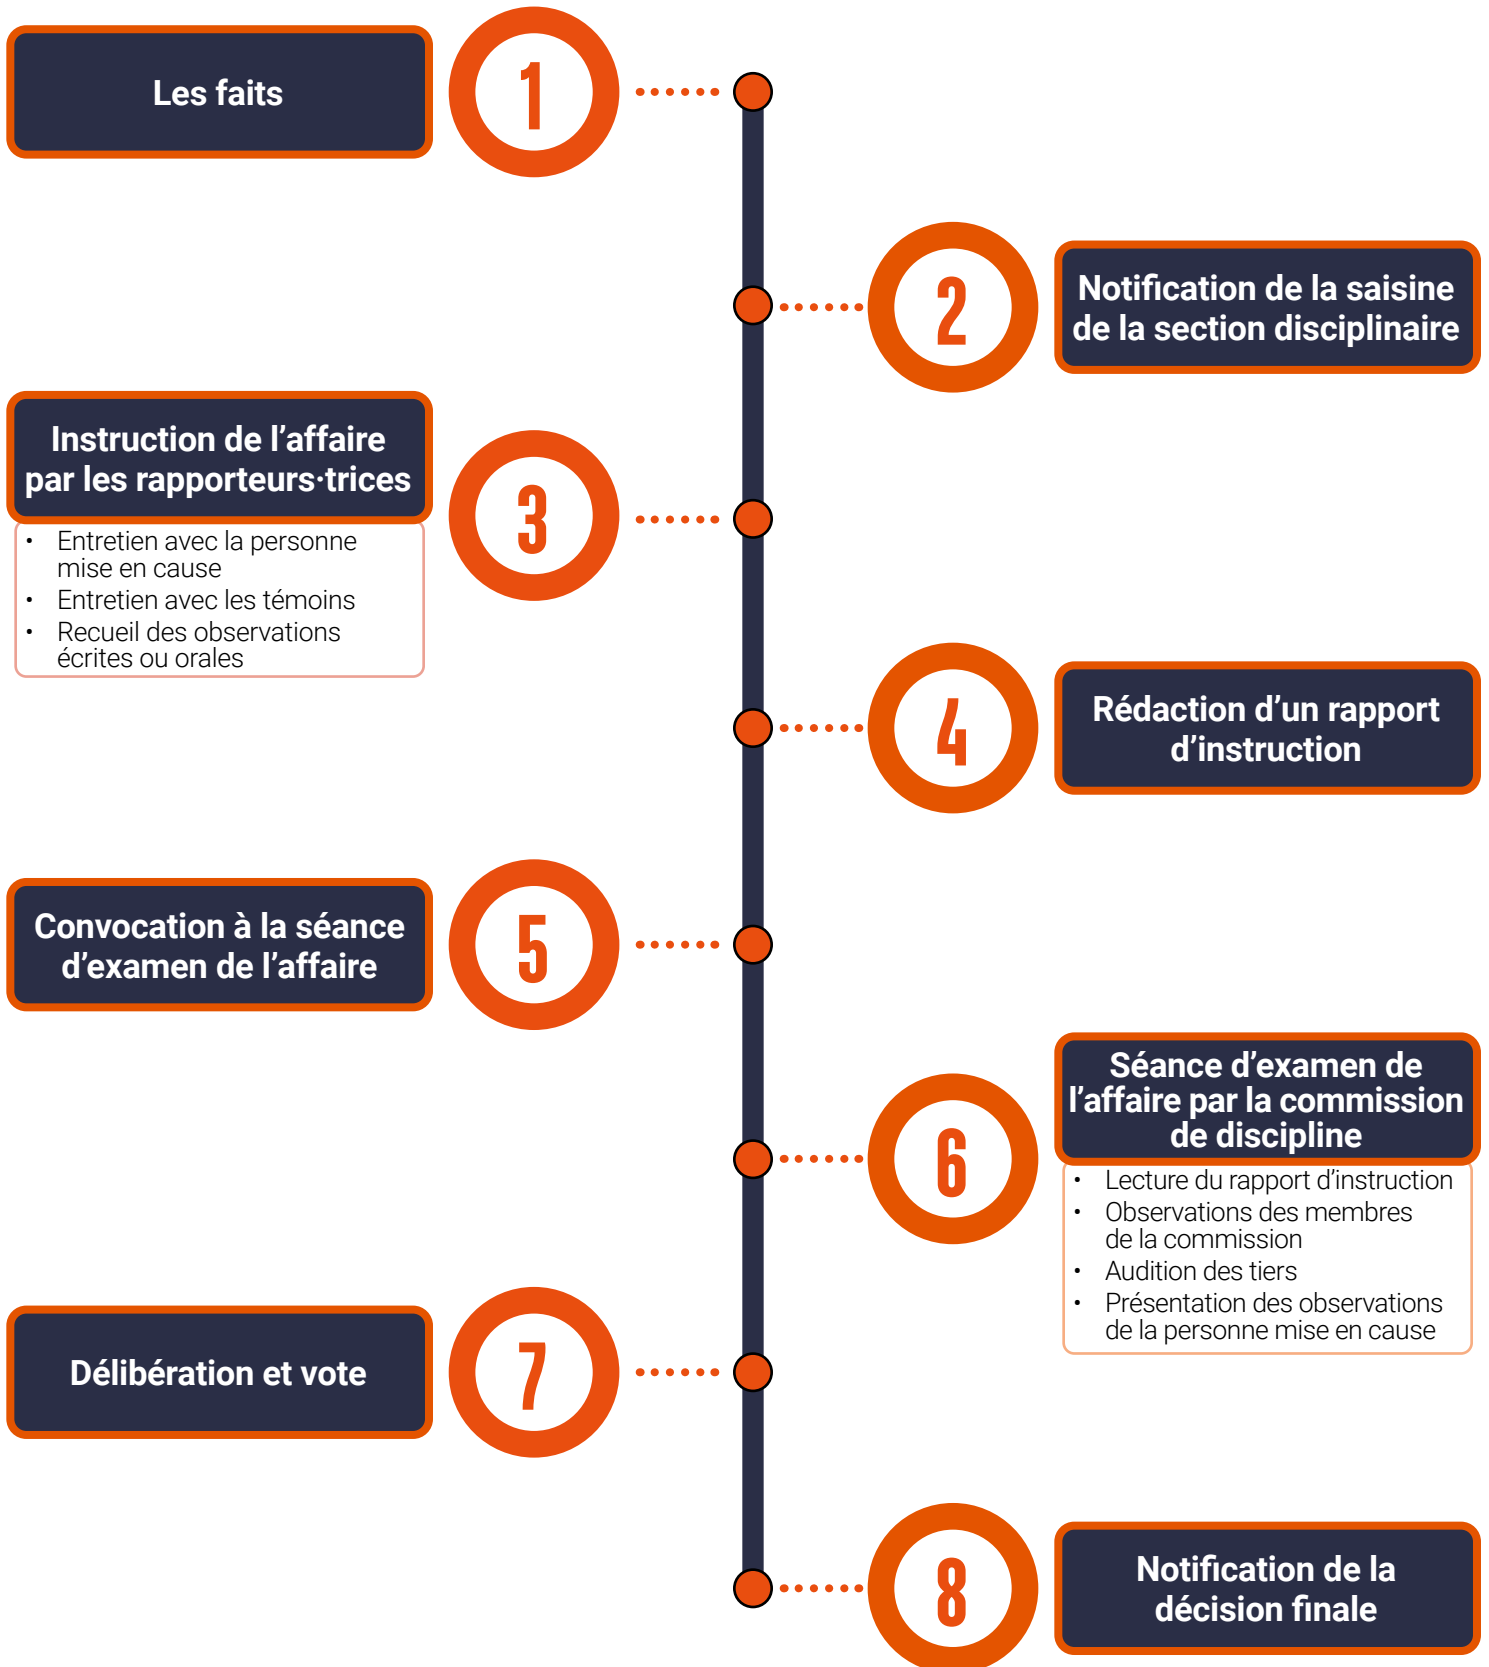 Les faits
1
2
Notification de la saisine
de la section disciplinaire
Instruction de l’affaire
par les rapporteurs·trices
3
• Entretien avec la personne
mise en cause
• Entretien avec les témoins
• Recueil des observations
écrites ou orales
4
Rédaction d’un rapport
d’instruction
Convocation à la séance
d’examen de l’affaire
5
6
Séance d’examen de
l’affaire par la commission
de discipline
• Lecture du rapport d’instruction
• Observations des membres
de la commission
• Audition des tiers
• Présentation des observations
de la personne mise en cause
Délibération et vote
7
8
Notification de la
décision finale